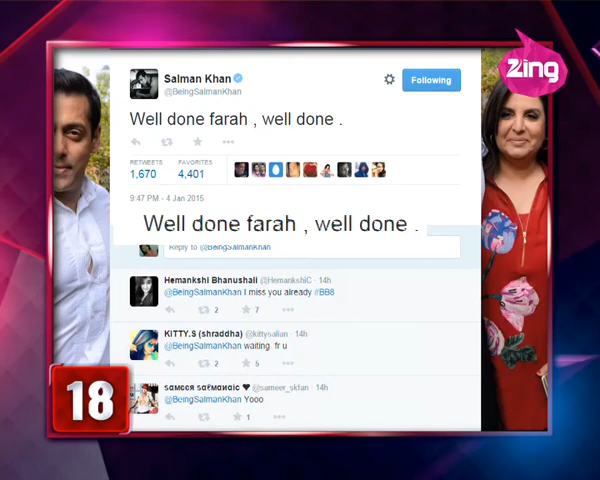 Zing
Salman Khan
@BeingSalmanKhan
Following
Well done farah , well done .
RETWEETS FAVORITES
1,670 4,401
9:47 PM - 4 Jan 2015
Well done farah , well done .
Reply to @BeingSalmanKhan
Hemankshi Bhanushali @HemankshiC · 14h
@BeingSalmanKhan I miss you already #BB8
2 7
KITTY.S (shraddha) @kittysalian · 14h
@BeingSalmanKhan waiting fr u
2 5
@sameer_skfan · 14h
@BeingSalmanKhan Yooo
1
18